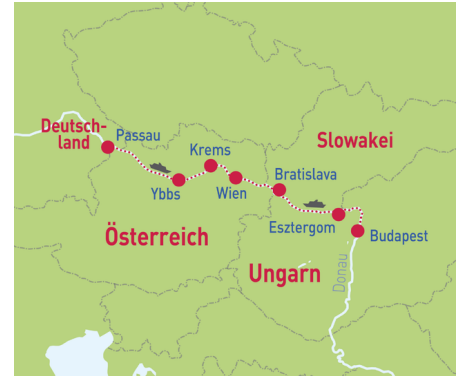 Deutsch-
land
Passau
Krems
Ybbs
Wien
Slowakei
Bratislava
Österreich
Esztergom
Budapest
Ungarn
Donau